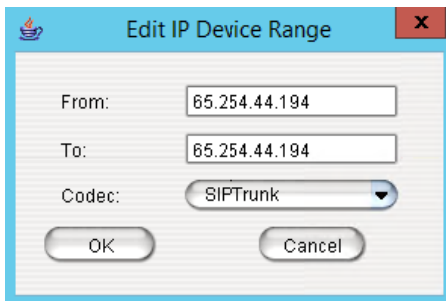 Edit IP Device Range
x
From: 65.254.44.194
To: 65.254.44.194
Codec: SIPTrunk
OK Cancel